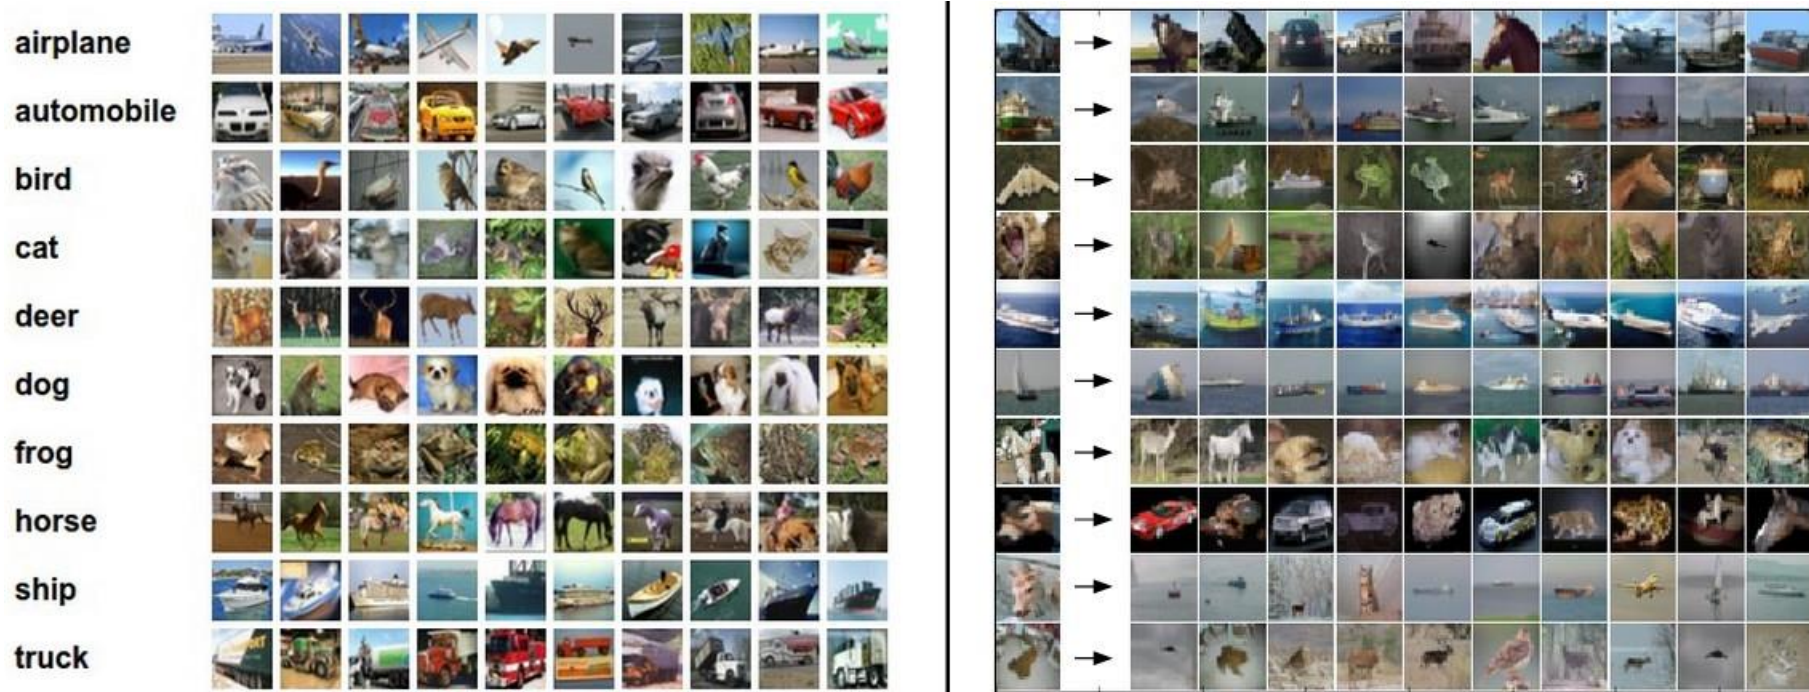 airplane
automobile
bird
cat
deer
dog
frog
horse
ship
truck